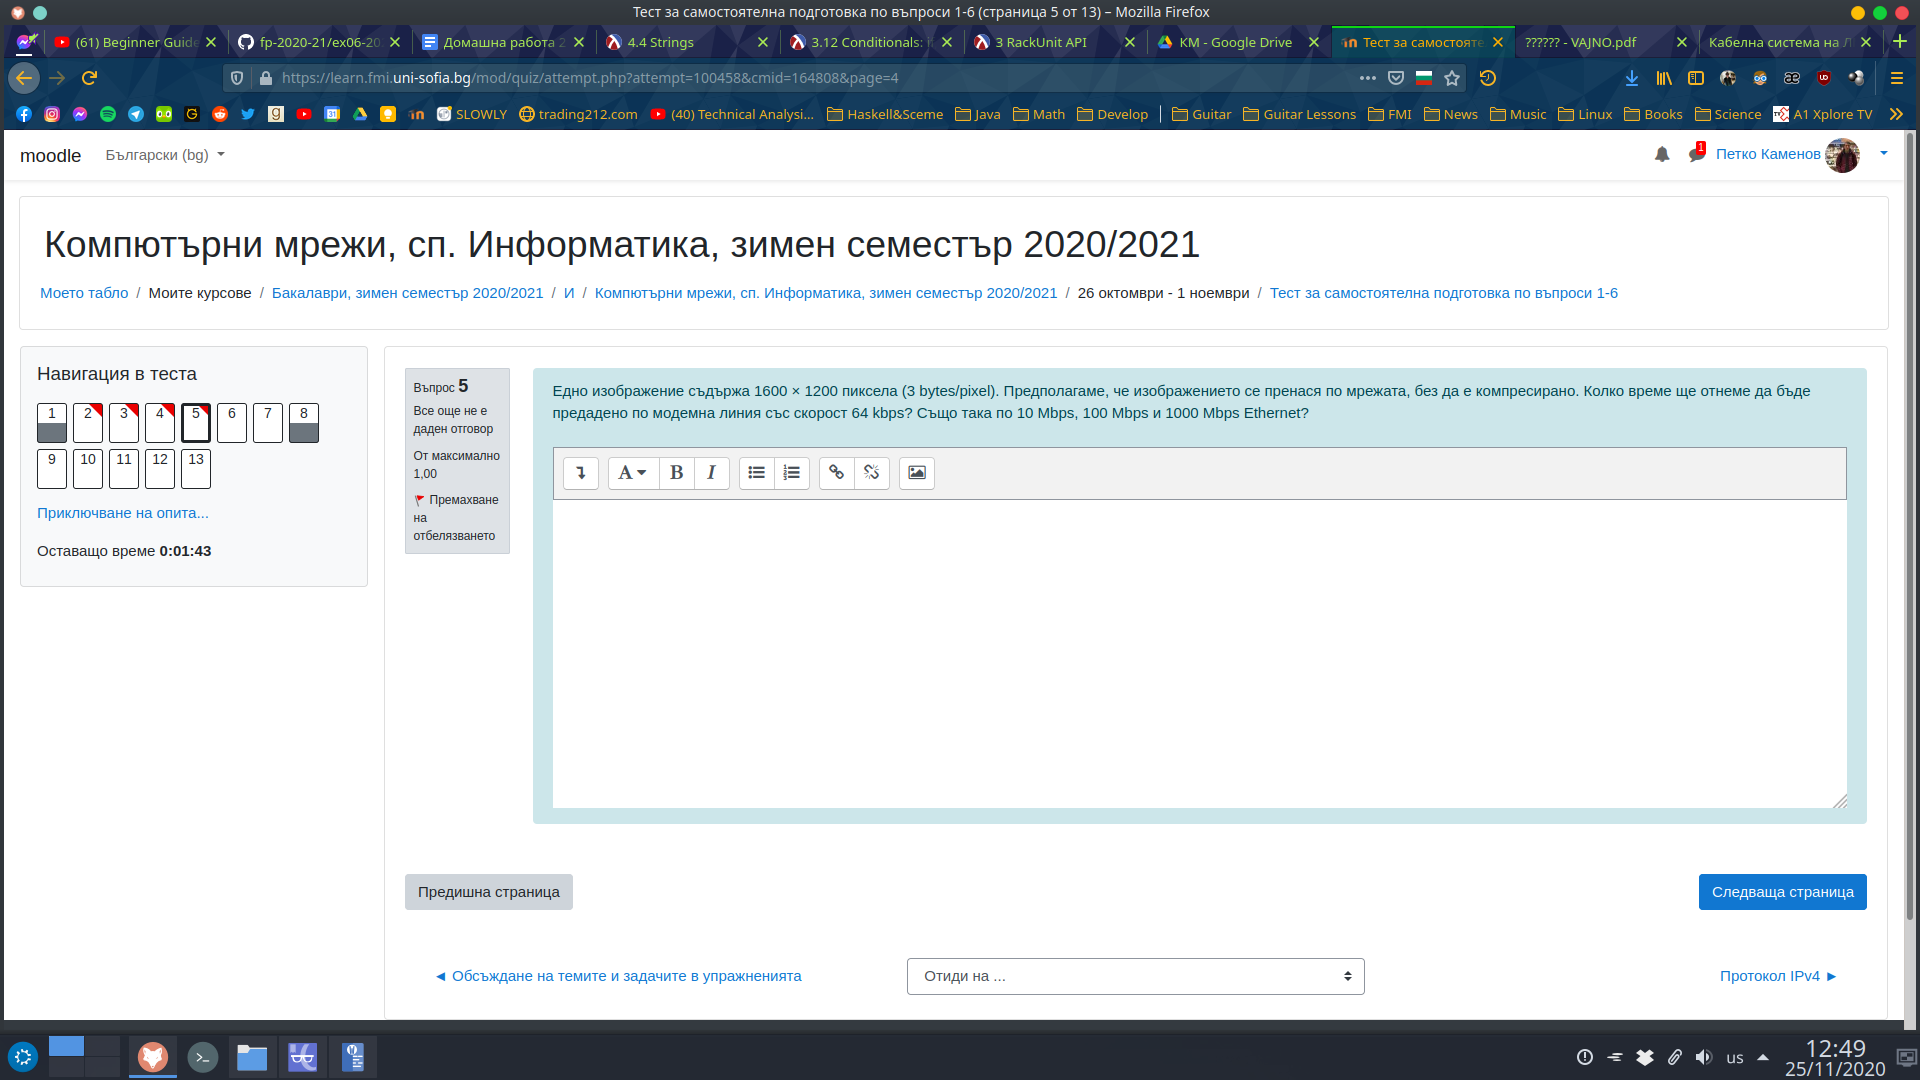 Тест за самостоятелна подготовка по въпроси 1-6 (страница 5 от 13) – Mozilla Firefox
(61) Beginner Guide
fp-2020-21/ex06-20
Домашна работа 2
4.4 Strings
3.12 Conditionals: i
3 RackUnit API
КМ - Google Drive
Тест за самостояте
?????? - VAJNO.pdf
Кабелна система на Л
https://learn.fmi.uni-sofia.bg/mod/quiz/attempt.php?attempt=100458&cmid=164808&page=4
SLOWLY
trading212.com
(40) Technical Analysi...
Haskell&Sceme
Java
Math
Develop
Guitar
Guitar Lessons
FMI
News
Music
Linux
Books
Science
A1 Xplore TV
moodle
Български (bg)
1
Петко Каменов
Компютърни мрежи, сп. Информатика, зимен семестър 2020/2021
Моето табло / Моите курсове / Бакалаври, зимен семестър 2020/2021 / И / Компютърни мрежи, сп. Информатика, зимен семестър 2020/2021 / 26 октомври - 1 ноември / Тест за самостоятелна подготовка по въпроси 1-6
Навигация в теста
1 2 3 4 5 6 7 8
9 10 11 12 13
Приключване на опита...
Оставащо време 0:01:43
Въпрос 5
Все още не е
даден отговор
От максимално
1,00
Премахване
на
отбелязването
Едно изображение съдържа 1600 × 1200 пиксела (3 bytes/pixel). Предполагаме, че изображението се пренася по мрежата, без да е компресирано. Колко време ще отнеме да бъде
предадено по модемна линия със скорост 64 kbps? Също така по 10 Mbps, 100 Mbps и 1000 Mbps Ethernet?
A B I
Предишна страница
Следваща страница
◄ Обсъждане на темите и задачите в упражненията
Отиди на ...
Протокол IPv4 ►
us
12:49
25/11/2020